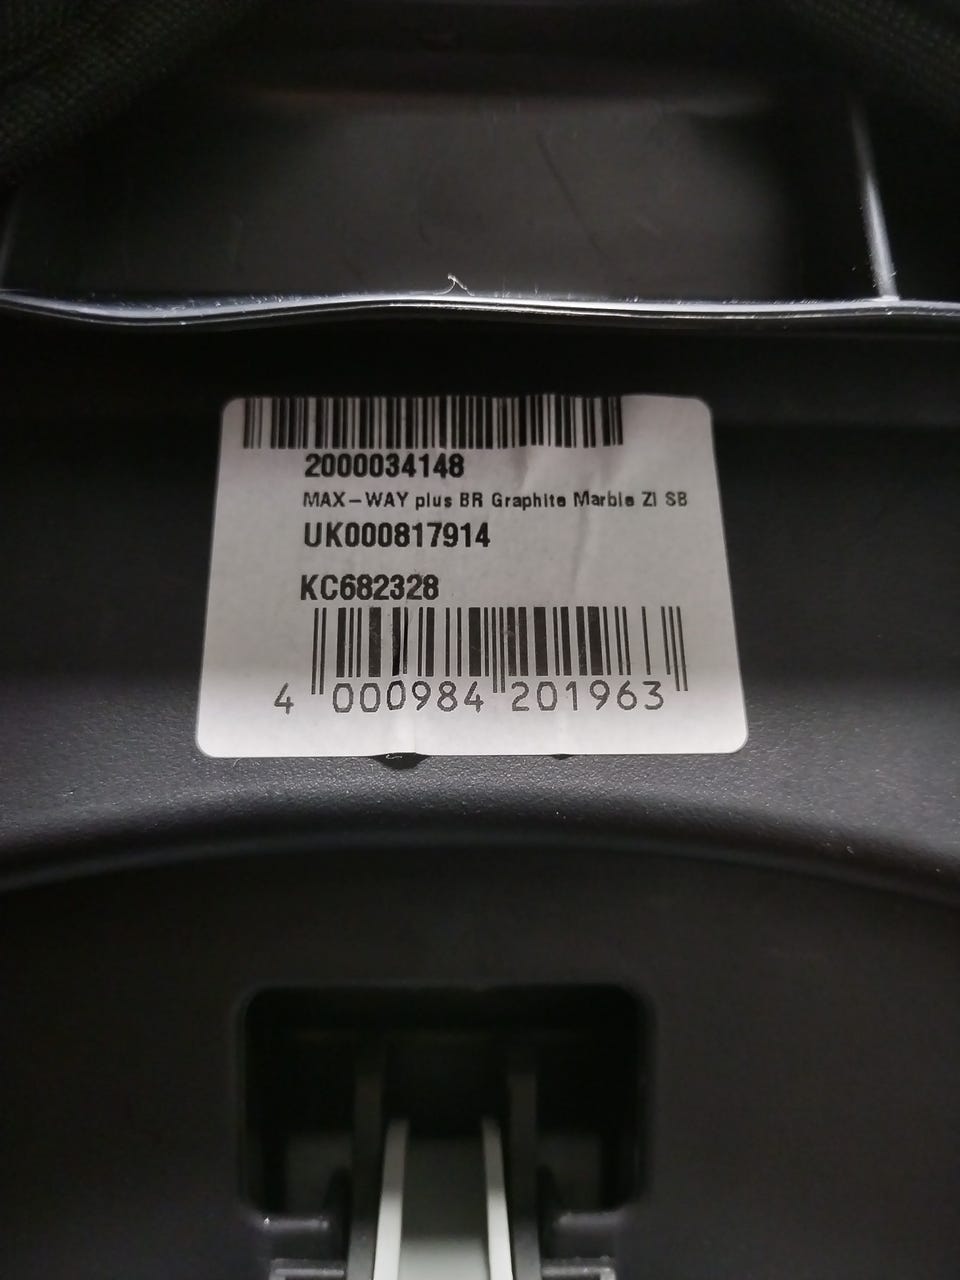 2000034148
MAX-WAY plus BR Graphite Marble ZI SB
UK000817914
KC682328
4 000984 201963